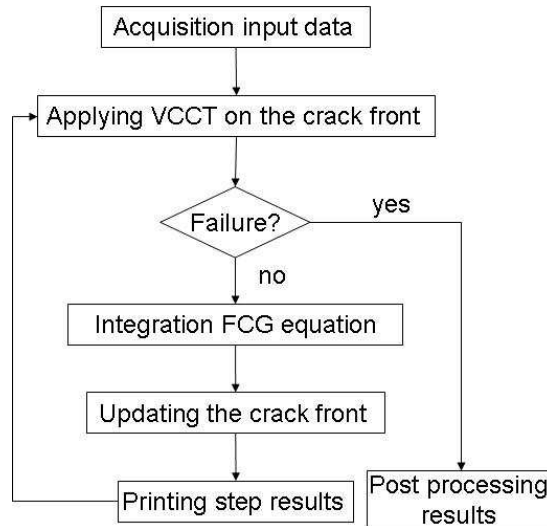 Acquisition input data
Applying VCCT on the crack front
Failure?
yes
no
Integration FCG equation
Updating the crack front
Printing step results
Post processing
results